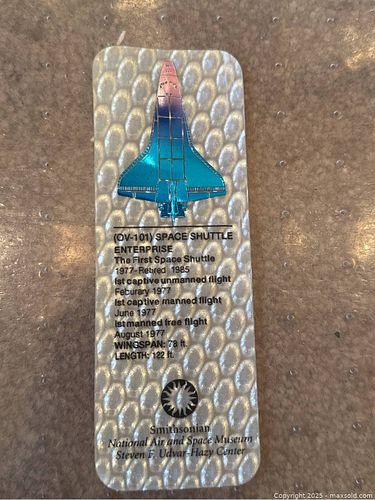 (OV-101) SPACE SHUTTLE
ENTERPRISE
The First Space Shuttle
1977-Retired 1985
1st captive unmanned flight
Feburary 1977
1st captive manned flight
June 1977
1st manned free flight
August 1977
WINGSPAN: 78 ft.
LENGTH: 122 ft.
Smithsonian
National Air and Space Museum
Steven F. Udvar-Hazy Center
Copyright 2025 - maxsold.com